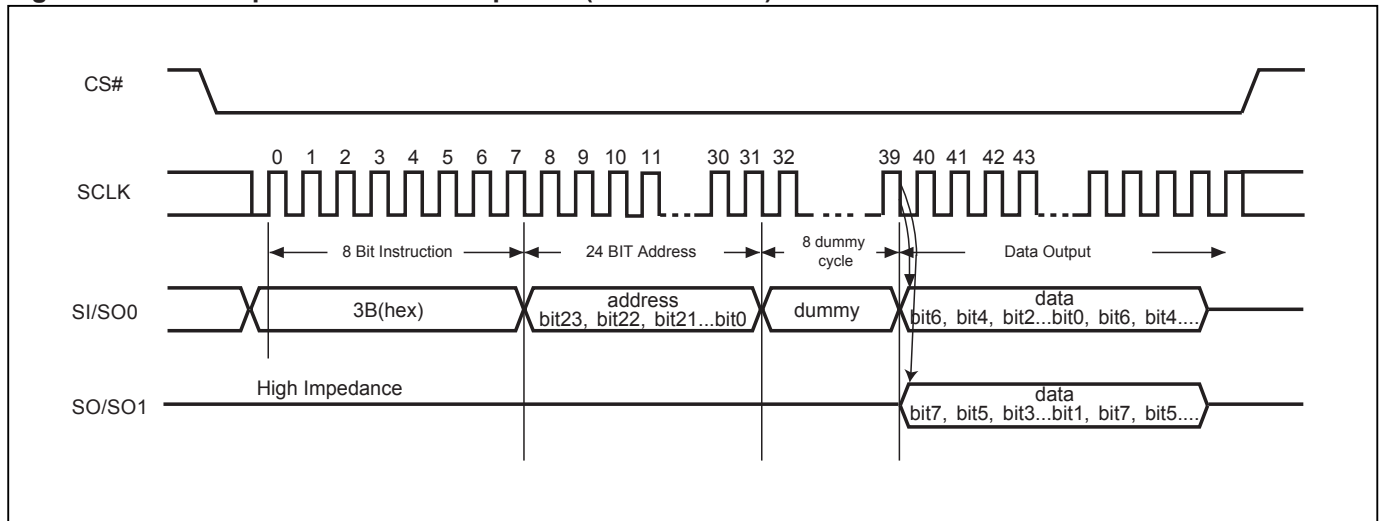 CS#
0 1 2 3 4 5 6 7 8 9 10 11 30 31 32 39 40 41 42 43
SCLK
8 Bit Instruction
24 BIT Address
8 dummy
cycle
Data Output
SI/SO0
3B(hex)
address
bit23, bit22, bit21...bit0
dummy
data
bit6, bit4, bit2...bit0, bit6, bit4....
High Impedance
SO/SO1
data
bit7, bit5, bit3...bit1, bit7, bit5....